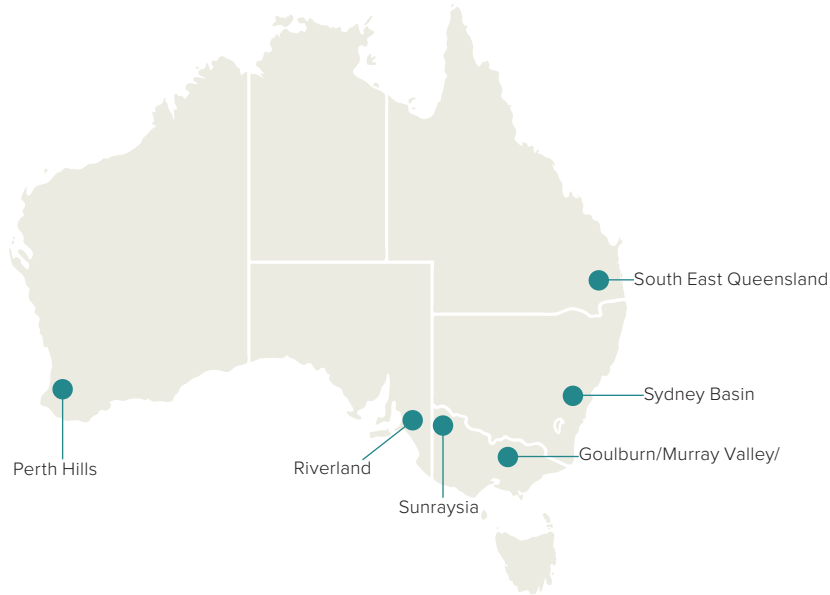 South East Queensland
Sydney Basin
Goulburn/Murray Valley/
Riverland
Perth Hills
Sunraysia